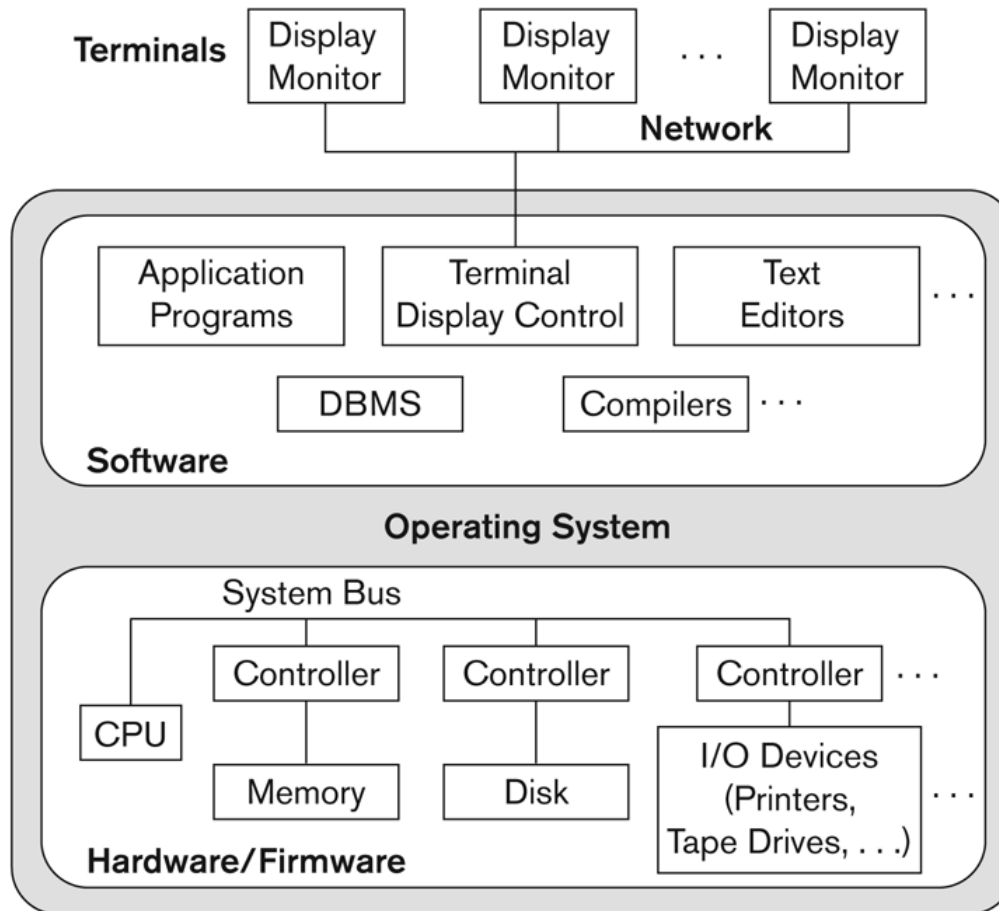 Terminals
Display
Monitor
Display
Monitor
. . .
Display
Monitor
Network
Application
Programs
Terminal
Display Control
Text
Editors
. . .
DBMS
Compilers
. . .
Software
Operating System
System Bus
Controller
Controller
Controller
. . .
CPU
Memory
Disk
I/O Devices
(Printers,
Tape Drives, . . .)
. . .
Hardware/Firmware